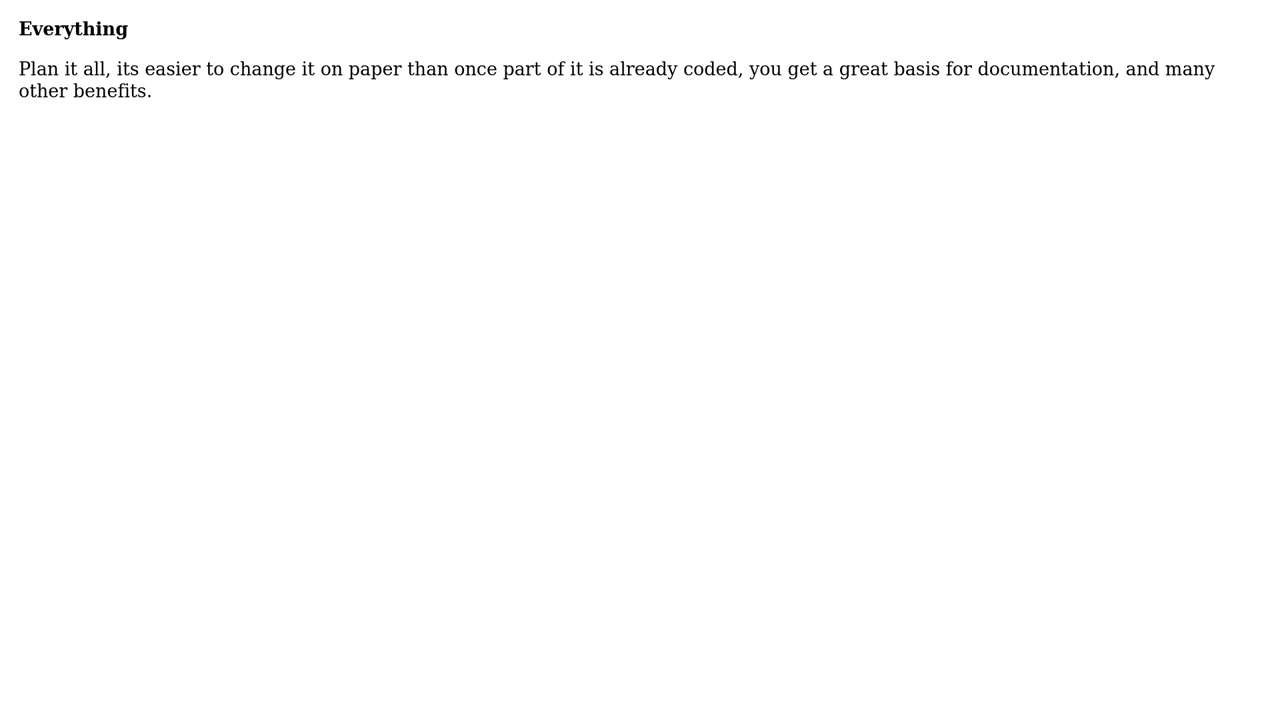 Everything
Plan it all, its easier to change it on paper than once part of it is already coded, you get a great basis for documentation, and many
other benefits.